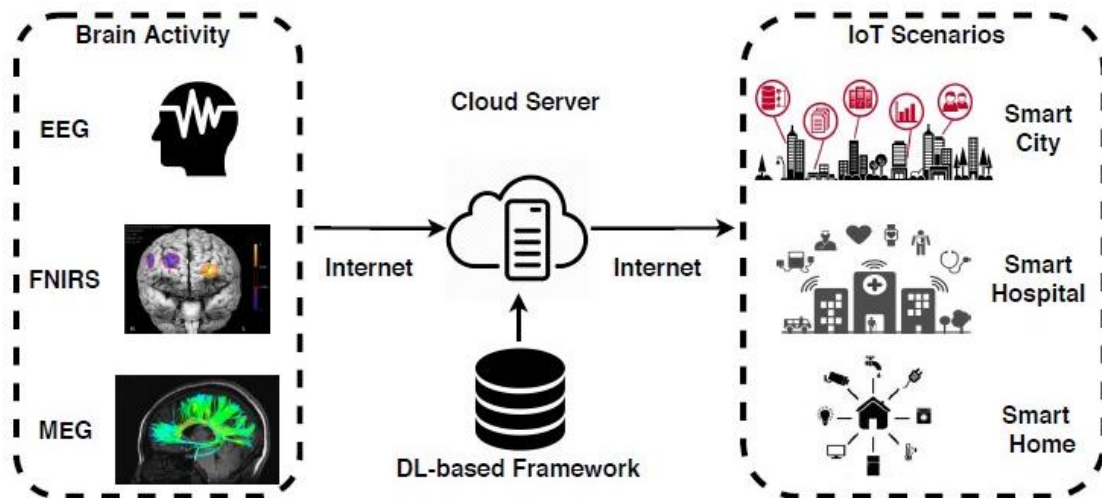 Brain Activity
EEG
FNIRS
MEG
Internet
Cloud Server
DL-based Framework
Internet
IoT Scenarios
Smart
City
Smart
Hospital
Smart
Home